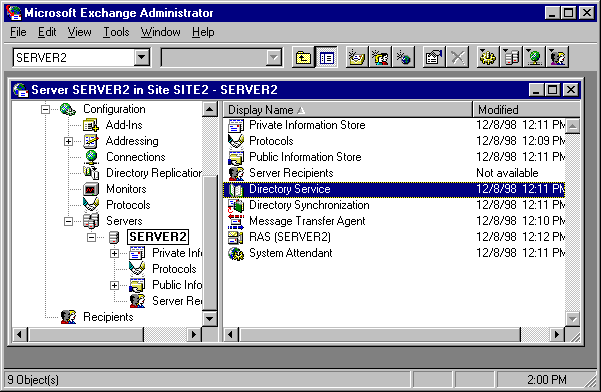 Microsoft Exchange Administrator
File Edit View Tools Window Help
SERVER2
Server SERVER2 in Site SITE2 - SERVER2
Configuration
Add-Ins
Addressing
Connections
Directory Replication
Monitors
Protocols
Servers
SERVER2
Private Info
Protocols
Public Info
Server Rec
Recipients
Display Name Modified
Private Information Store 12/8/98 12:11 PM
Protocols 12/8/98 12:09 PM
Public Information Store 12/8/98 12:11 PM
Server Recipients Not available
Directory Service 12/8/98 12:11 PM
Directory Synchronization 12/8/98 12:11 PM
Message Transfer Agent 12/8/98 12:10 PM
RAS (SERVER2) 12/8/98 12:12 PM
System Attendant 12/8/98 12:11 PM
9 Object(s) 2:00 PM